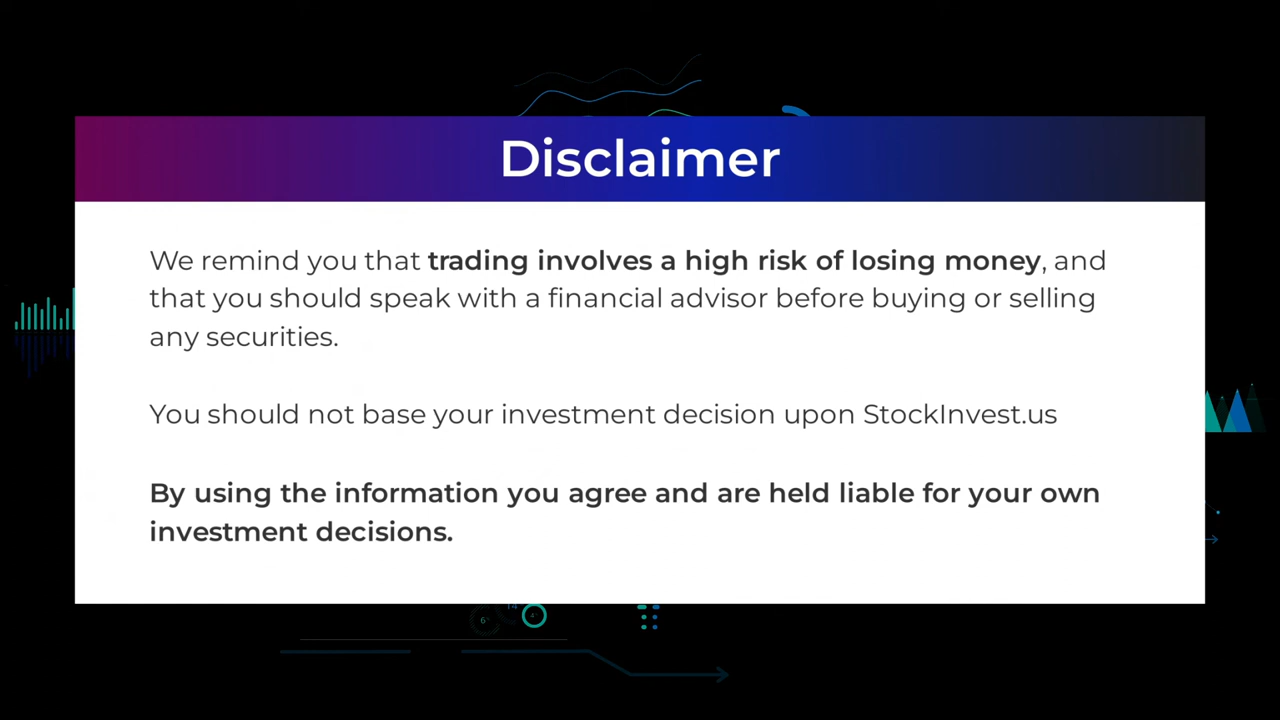 Disclaimer
We remind you that trading involves a high risk of losing money, and
that you should speak with a financial advisor before buying or selling
any securities.
You should not base your investment decision upon StockInvest.us
By using the information you agree and are held liable for your own
investment decisions.